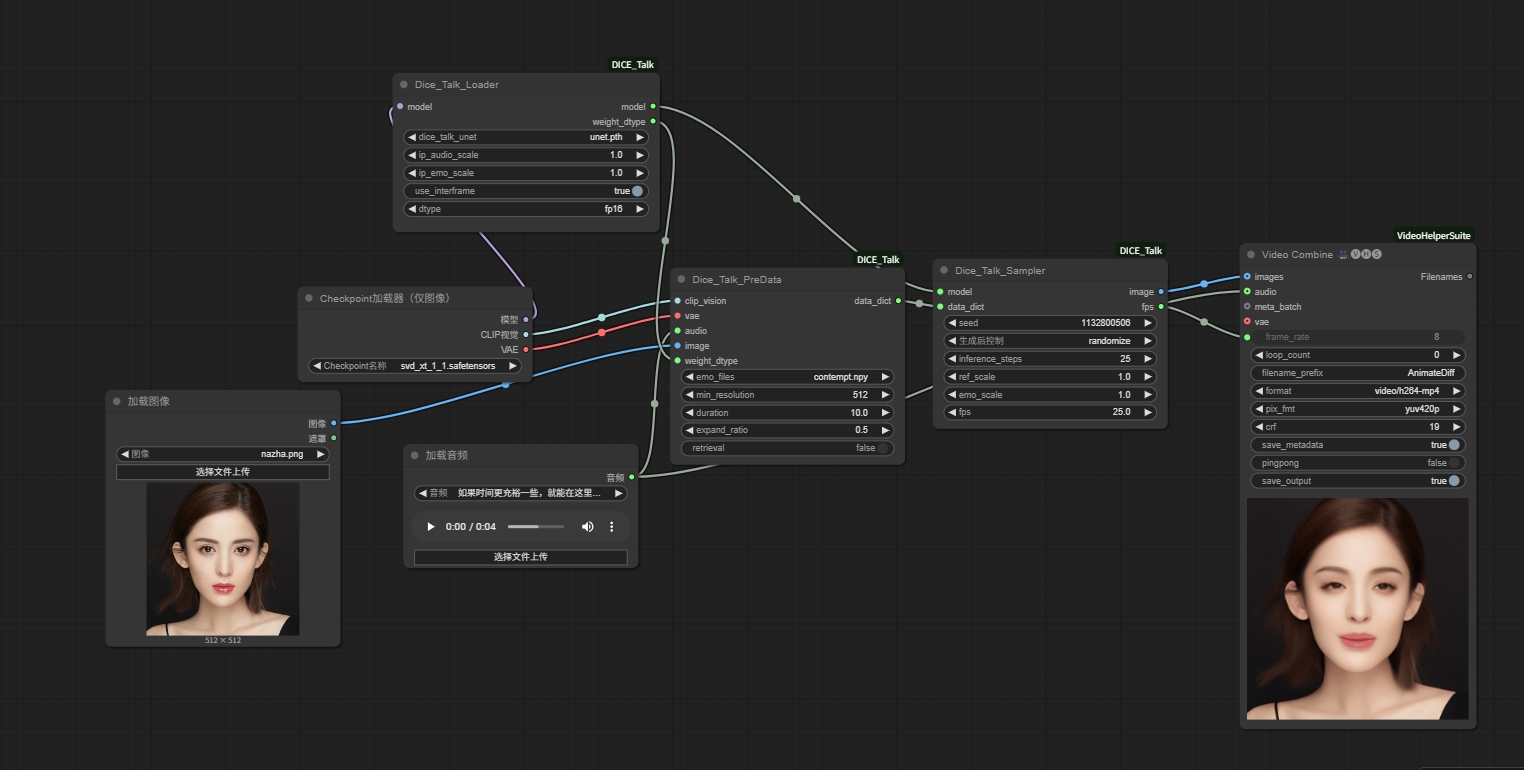 DICE_Talk
Dice_Talk_Loader
model model
weight_dtype
dice_talk_unet unet.pth
ip_audio_scale 1.0
ip_emo_scale 1.0
use_interframe true
dtype fp16
Checkpoint加载器（仅图像）
模型
CLIP视觉
VAE
Checkpoint名称 svd_xt_1_1.safetensors
加载图像
图像
遮罩
图像 nazha.png
选择文件上传
512 × 512
加载音频
音频
音频 如果时间更充裕一些，就能在这里...
0:00 / 0:04
选择文件上传
DICE_Talk
Dice_Talk_PreData
clip_vision data_dict
vae
audio
image
weight_dtype
emo_files contempt.npy
min_resolution 512
duration 10.0
expand_ratio 0.5
retrieval false
DICE_Talk
Dice_Talk_Sampler
model image
data_dict fps
seed 1132800506
生成后控制 randomize
inference_steps 25
ref_scale 1.0
emo_scale 1.0
fps 25.0
VideoHelperSuite
Video Combine VHS
images Filenames
audio
meta_batch
vae
frame_rate 8
loop_count 0
filename_prefix AnimateDiff
format video/h264-mp4
pix_fmt yuv420p
crf 19
save_metadata true
pingpong false
save_output true